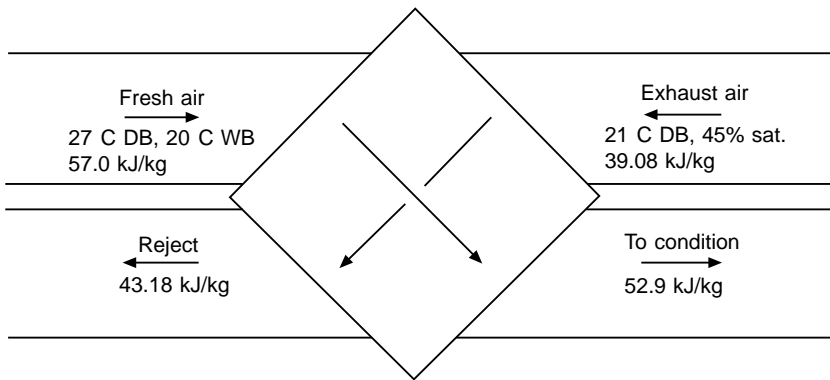 Fresh air
27 C DB, 20 C WB
57.0 kJ/kg
Exhaust air
21 C DB, 45% sat.
39.08 kJ/kg
Reject
43.18 kJ/kg
To condition
52.9 kJ/kg